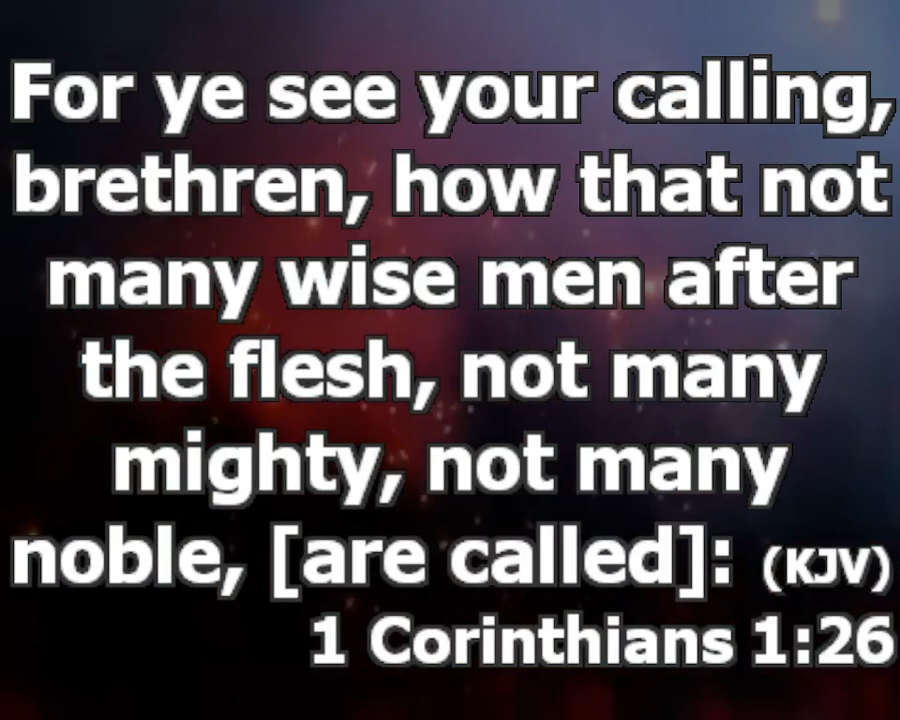 For ye see your calling,
brethren, how that not
many wise men after
the flesh, not many
mighty, not many
noble, [are called]: (KJV)
1 Corinthians 1:26